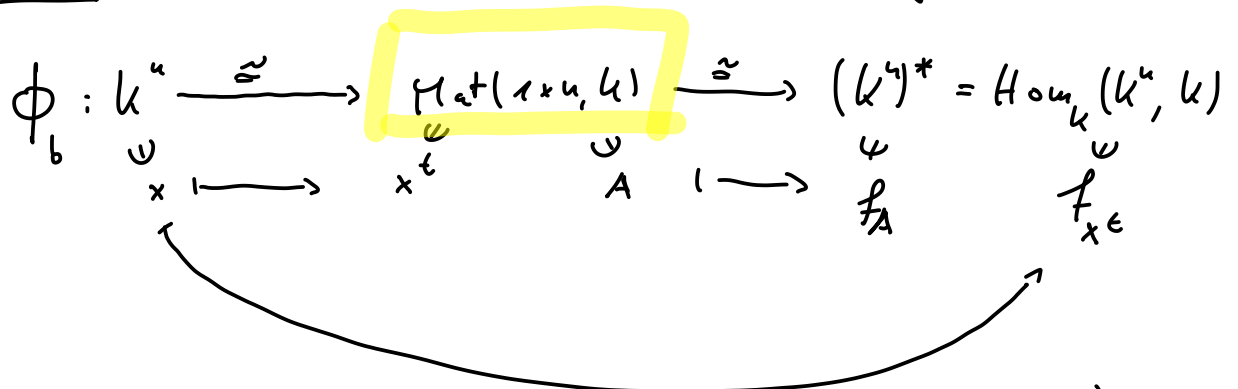 ϕ_b : k^n ≅→ Mat(1×n, k) ≅→ (k^n)* = Hom_k(k^n, k)
∪ ∪ ∪ ∪ ∪
x ↦ x^t A ↦ f_A f_{x^t}